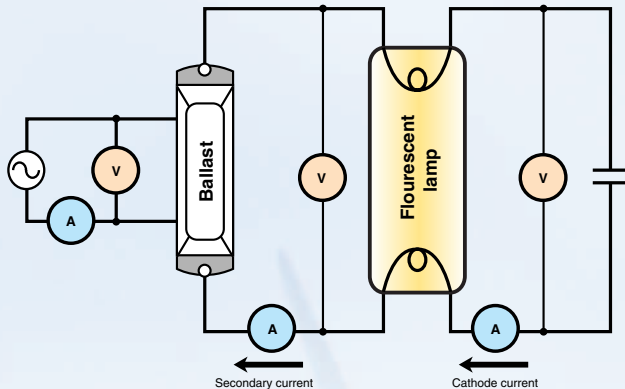 V
A
Ballast
V
A
Secondary current
Flourescent
lamp
V
A
Cathode current